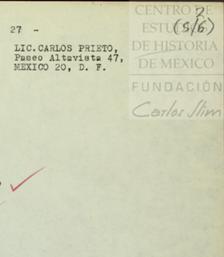 CENTRO DE
ESTUDIOS
DE HISTORIA
DE MEXICO
FUNDACIÓN
Carlos Slim
2
(5/6)
27 -
LIC.CARLOS PRIETO,
Paseo Altavista 47,
MEXICO 20, D. F.